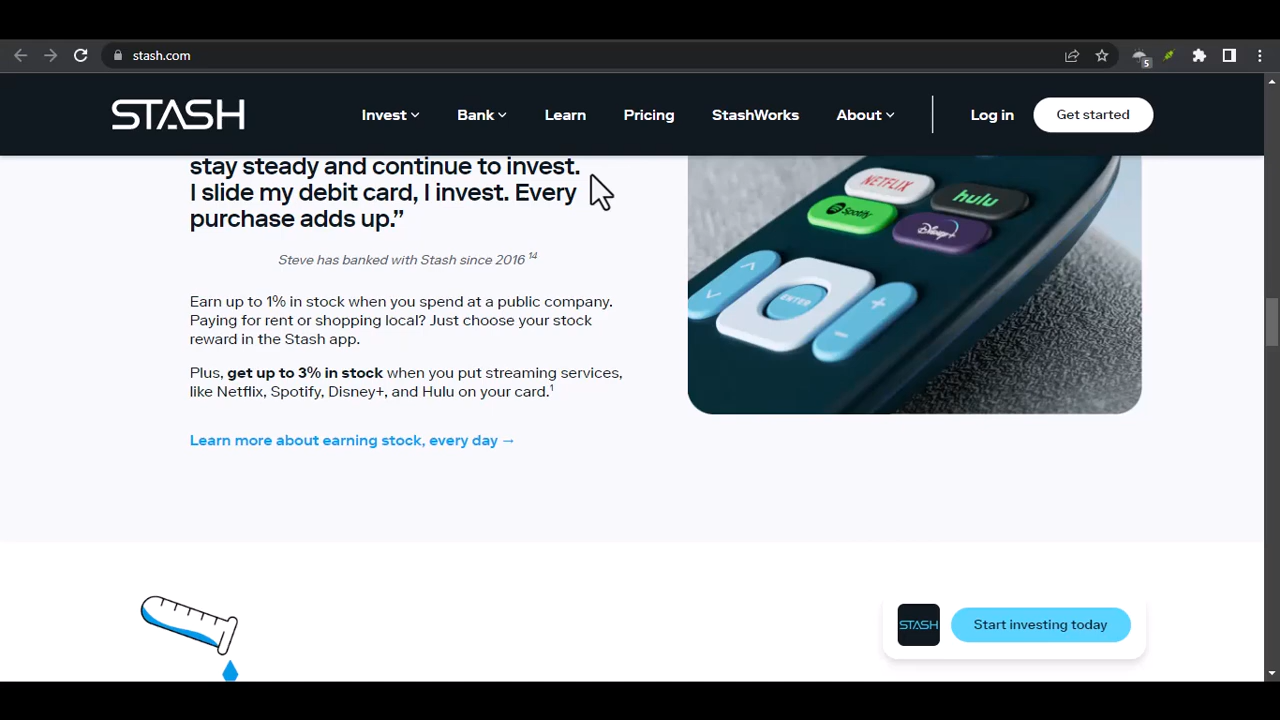 stash.com
5
STASH
Invest
Bank
Learn
Pricing
StashWorks
About
Log in
Get started
stay steady and continue to invest.
I slide my debit card, I invest. Every
purchase adds up.”
Steve has banked with Stash since 2016 14
Earn up to 1% in stock when you spend at a public company.
Paying for rent or shopping local? Just choose your stock
reward in the Stash app.
Plus, get up to 3% in stock when you put streaming services,
like Netflix, Spotify, Disney+, and Hulu on your card.1
Learn more about earning stock, every day →
NETFLIX
hulu
Spotify
Disney+
ENTER
+
-
STASH
Start investing today